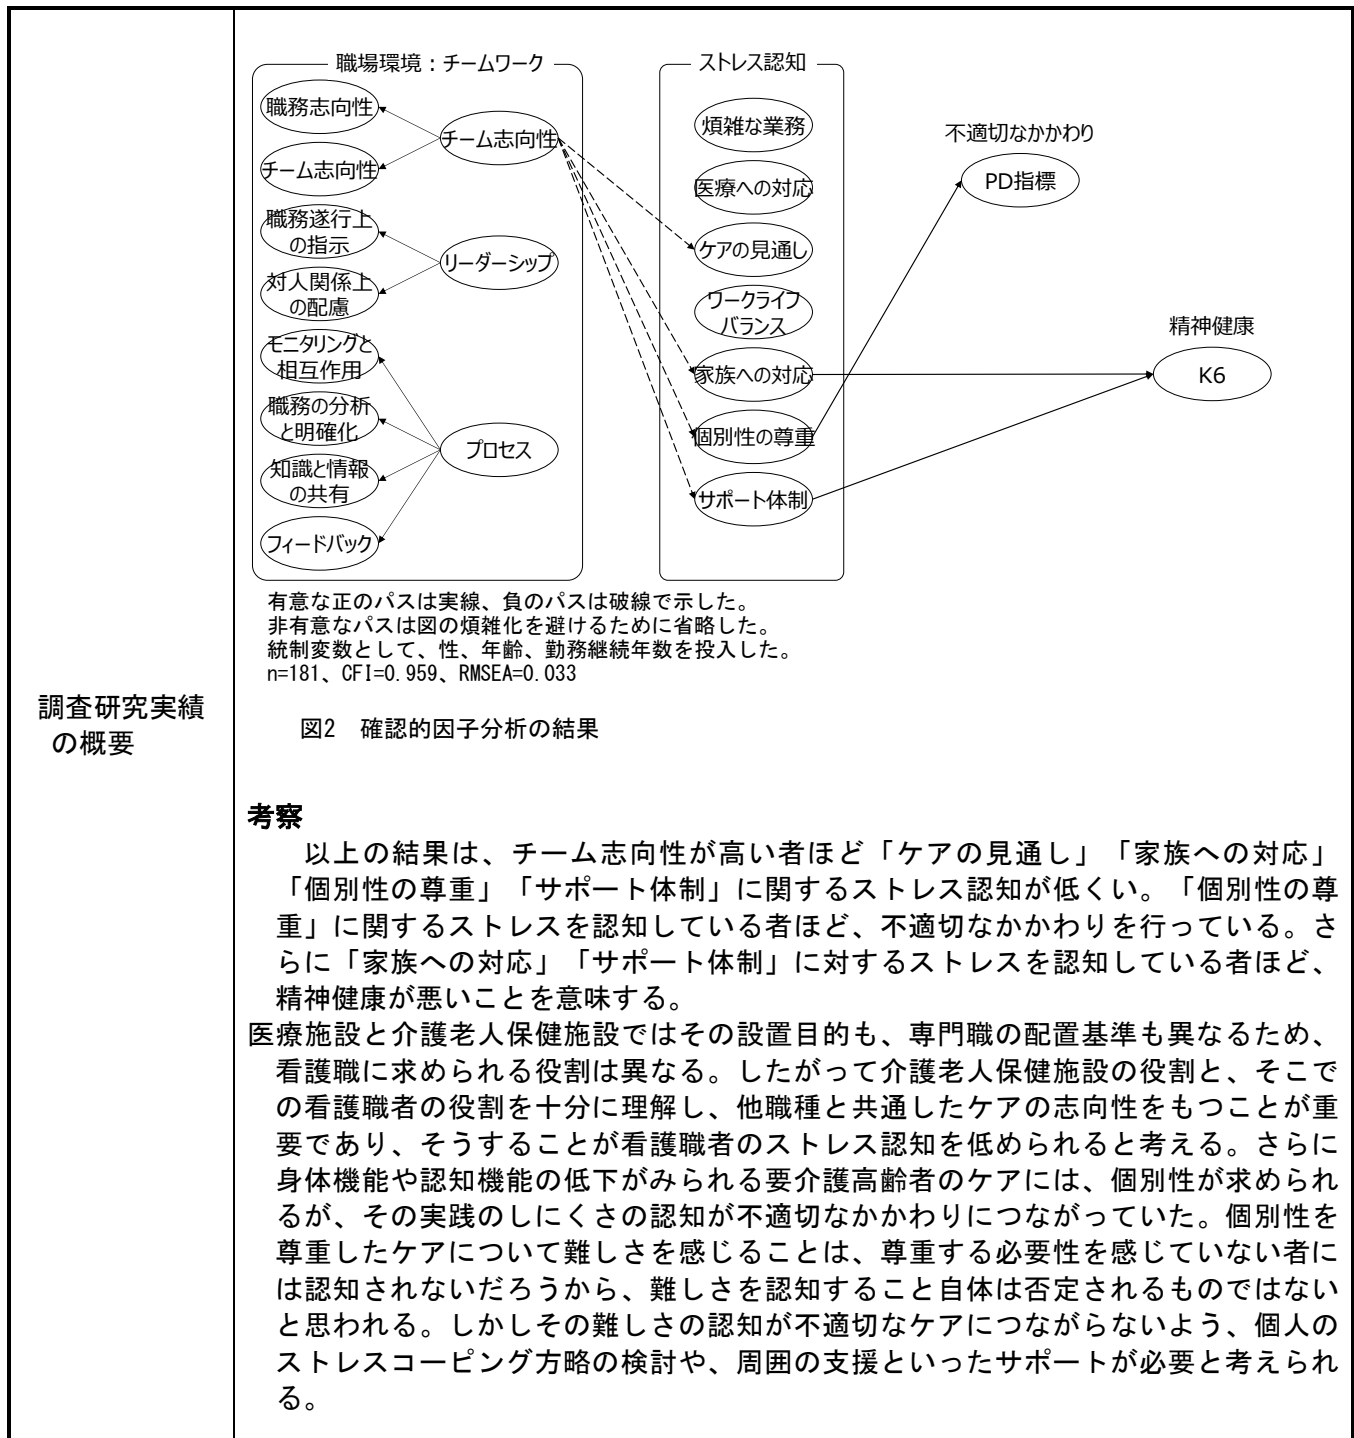 調査研究実績
の概要
職場環境：チームワーク
職務志向性
チーム志向性
職務遂行上
の指示
対人関係上
の配慮
モニタリングと
相互作用
職務の分析
と明確化
知識と情報
の共有
フィードバック
チーム志向性
リーダーシップ
プロセス
ストレス認知
煩雑な業務
医療への対応
ケアの見通し
ワークライフ
バランス
家族への対応
個別性の尊重
サポート体制
不適切なかかわり
PD指標
精神健康
K6
有意な正のパスは実線、負のパスは破線で示した。
非有意なパスは図の煩雑化を避けるために省略した。
統制変数として、性、年齢、勤務継続年数を投入した。
n=181、CFI=0.959、RMSEA=0.033
図2　確認的因子分析の結果
考察
以上の結果は、チーム志向性が高い者ほど「ケアの見通し」「家族への対応」
「個別性の尊重」「サポート体制」に関するストレス認知が低くい。「個別性の尊
重」に関するストレスを認知している者ほど、不適切なかかわりを行っている。さ
らに「家族への対応」「サポート体制」に対するストレスを認知している者ほど、
精神健康が悪いことを意味する。
医療施設と介護老人保健施設ではその設置目的も、専門職の配置基準も異なるため、
看護職に求められる役割は異なる。したがって介護老人保健施設の役割と、そこで
の看護職者の役割を十分に理解し、他職種と共通したケアの志向性をもつことが重
要であり、そうすることが看護職者のストレス認知を低められると考える。さらに
身体機能や認知機能の低下がみられる要介護高齢者のケアには、個別性が求められ
るが、その実践のしにくさの認知が不適切なかかわりにつながっていた。個別性を
尊重したケアについて難しさを感じることは、尊重する必要性を感じていない者に
は認知されないだろうから、難しさを認知すること自体は否定されるものではない
と思われる。しかしその難しさの認知が不適切なケアにつながらないよう、個人の
ストレスコーピング方略の検討や、周囲の支援といったサポートが必要と考えられ
る。